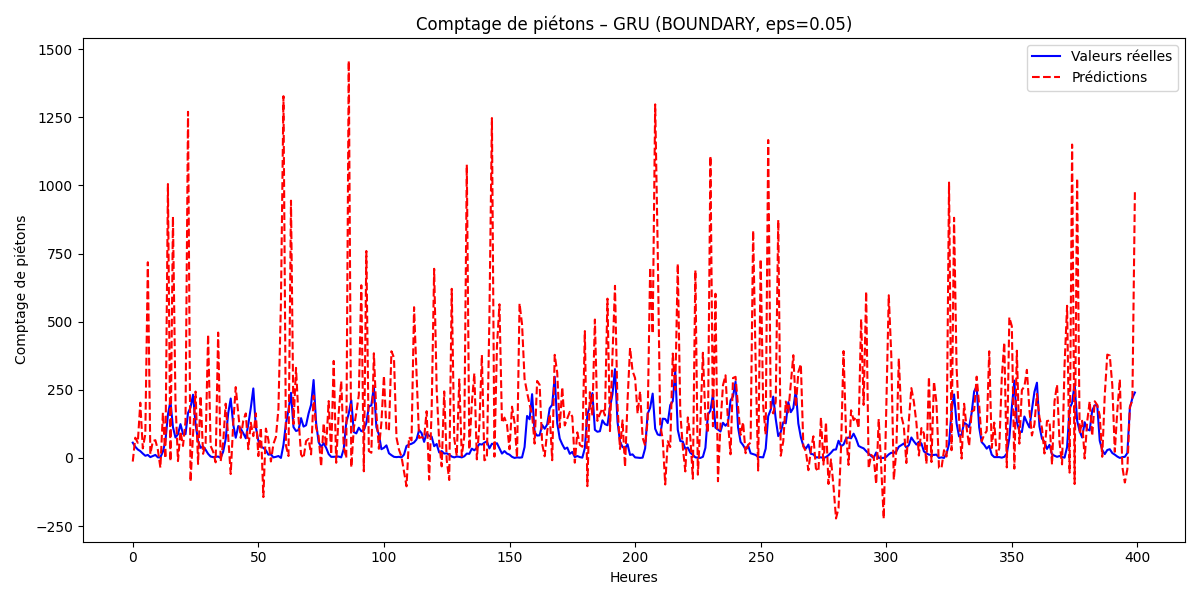 Comptage de piétons – GRU (BOUNDARY, eps=0.05)
Valeurs réelles
Prédictions
Comptage de piétons
1500
1250
1000
750
500
250
0
−250
0 50 100 150 200 250 300 350 400
Heures